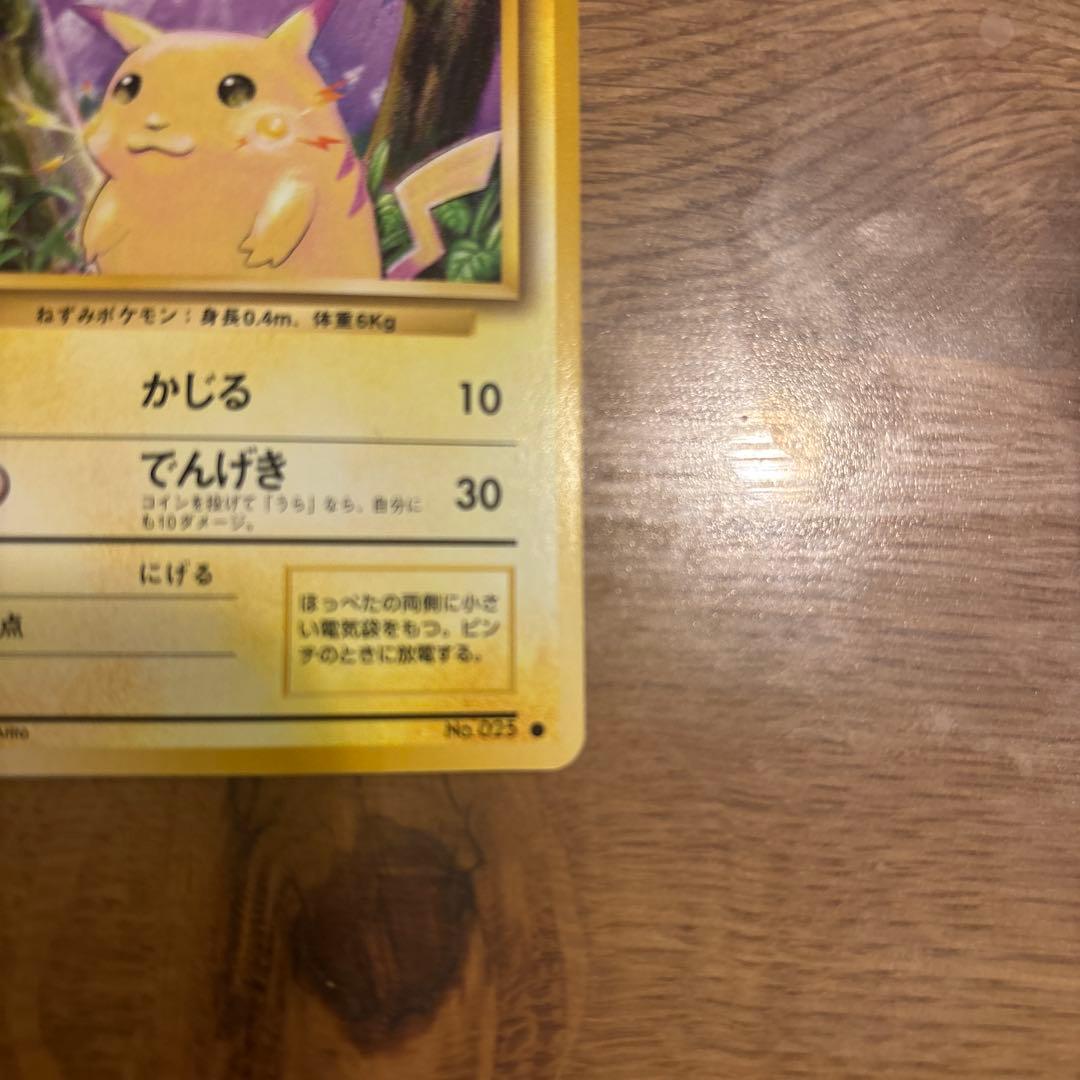 ねずみポケモン：身長0.4m、体重6Kg
かじる 10
でんげき 30
コインを投げて「うら」なら、自分に
も10ダメージ。
にげる
点
ほっぺたの両側に小さ
い電気袋をもつ。ピン
チのときに放電する。
No.025 ●